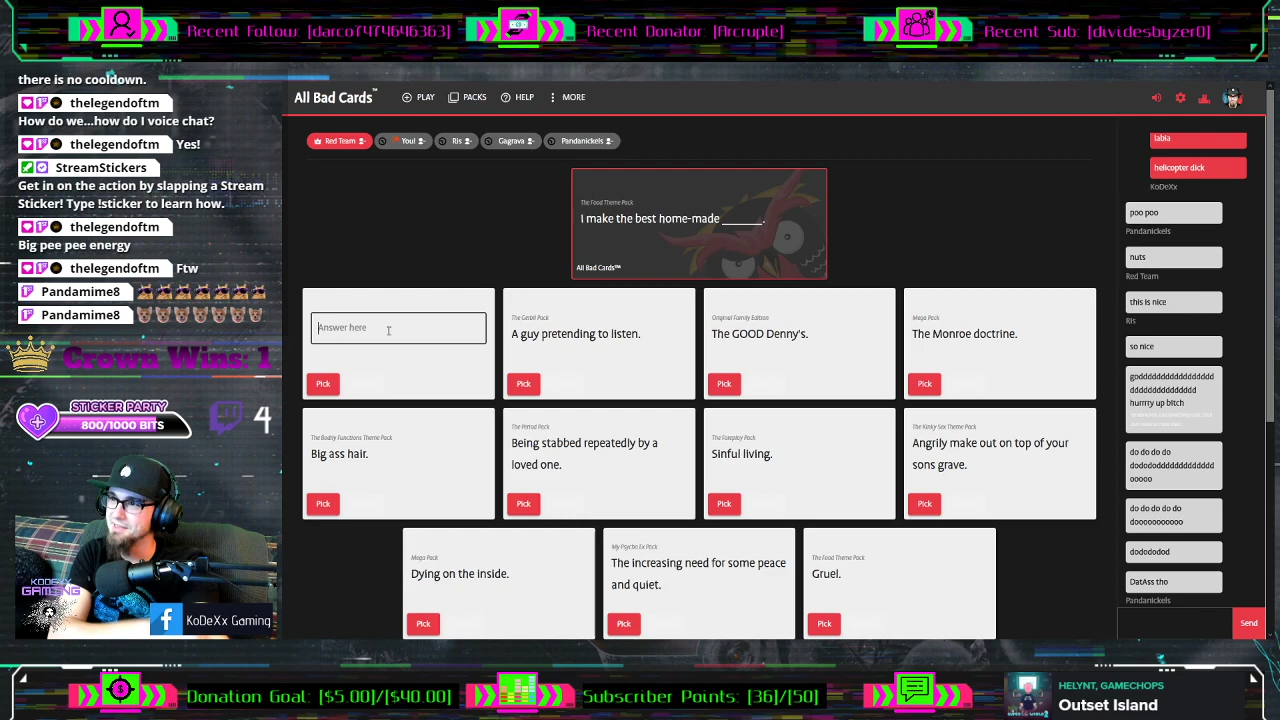 Recent Follow: [darco7474646363]
Recent Donator: [Arcruple]
Recent Sub: [dividesbyzer0]
there is no cooldown.
thelegendoftm
How do we...how do I voice chat?
thelegendoftm Yes!
StreamStickers
Get in on the action by slapping a Stream
Sticker! Type !sticker to learn how.
thelegendoftm
Big pee pee energy
thelegendoftm Ftw
Pandamime8
Pandamime8
Crown Wins: 1
STICKER PARTY
800/1000 BITS
4
KODEXX
GAMING
KoDeXx Gaming
All Bad Cards™
PLAY
PACKS
HELP
MORE
Red Team
You!
Ris
Gagrava
Pandanickels
The Food Theme Pack
I make the best home-made ______.
All Bad Cards™
Answer here
Pick
The Gerbil Pack
A guy pretending to listen.
Pick
Original Family Edition
The GOOD Denny's.
Pick
Mega Pack
The Monroe doctrine.
Pick
The Bodily Functions Theme Pack
Big ass hair.
Pick
The Period Pack
Being stabbed repeatedly by a
loved one.
Pick
The Foreplay Pack
Sinful living.
Pick
The Kinky Sex Theme Pack
Angrily make out on top of your
sons grave.
Pick
Mega Pack
Dying on the inside.
Pick
My Psycho Ex Pack
The increasing need for some peace
and quiet.
Pick
The Food Theme Pack
Gruel.
Pick
labia
helicopter dick
KoDeXx
poo poo
Pandanickels
nuts
Red Team
this is nice
Ris
so nice
godddddddddddddddddd
ddddddddddddddd
hurrrry up bitch
do do do do
dodododdddddddddddd
ooooo
do do do do do
doooooooooo
dodododod
DatAss tho
Pandanickels
Send
Donation Goal: [$5.00]/[$40.00]
Subscriber Points: [36]/[50]
HELYNT, GAMECHOPS
Outset Island